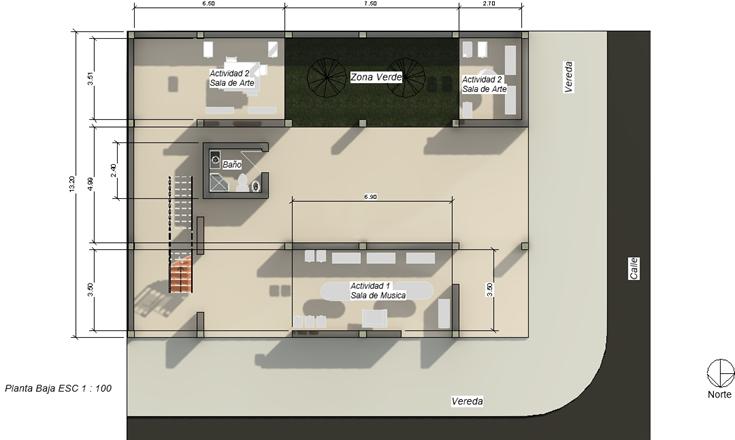 6.50
7.50
2.70
3.51
Actividad 2
Sala de Arte
Zona Verde
Actividad 2
Sala de Arte
Vereda
13.20
4.99
2.40
Baño
6.90
3.50
Actividad 1
Sala de Musica
3.50
Calle
Planta Baja ESC 1 : 100
Vereda
Norte